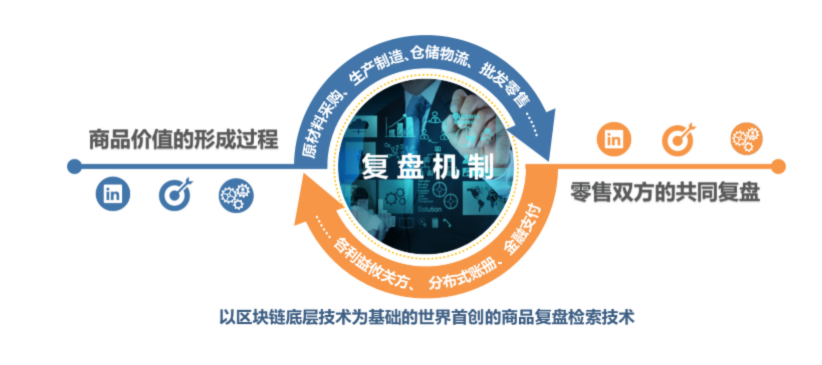 原材料采购、生产制造、仓储物流、批发零售……
商品价值的形成过程
in
in
复盘机制
Solution
零售双方的共同复盘
……各利益攸关方、分布式账册、金融支付
以区块链底层技术为基础的世界首创的商品复盘检索技术